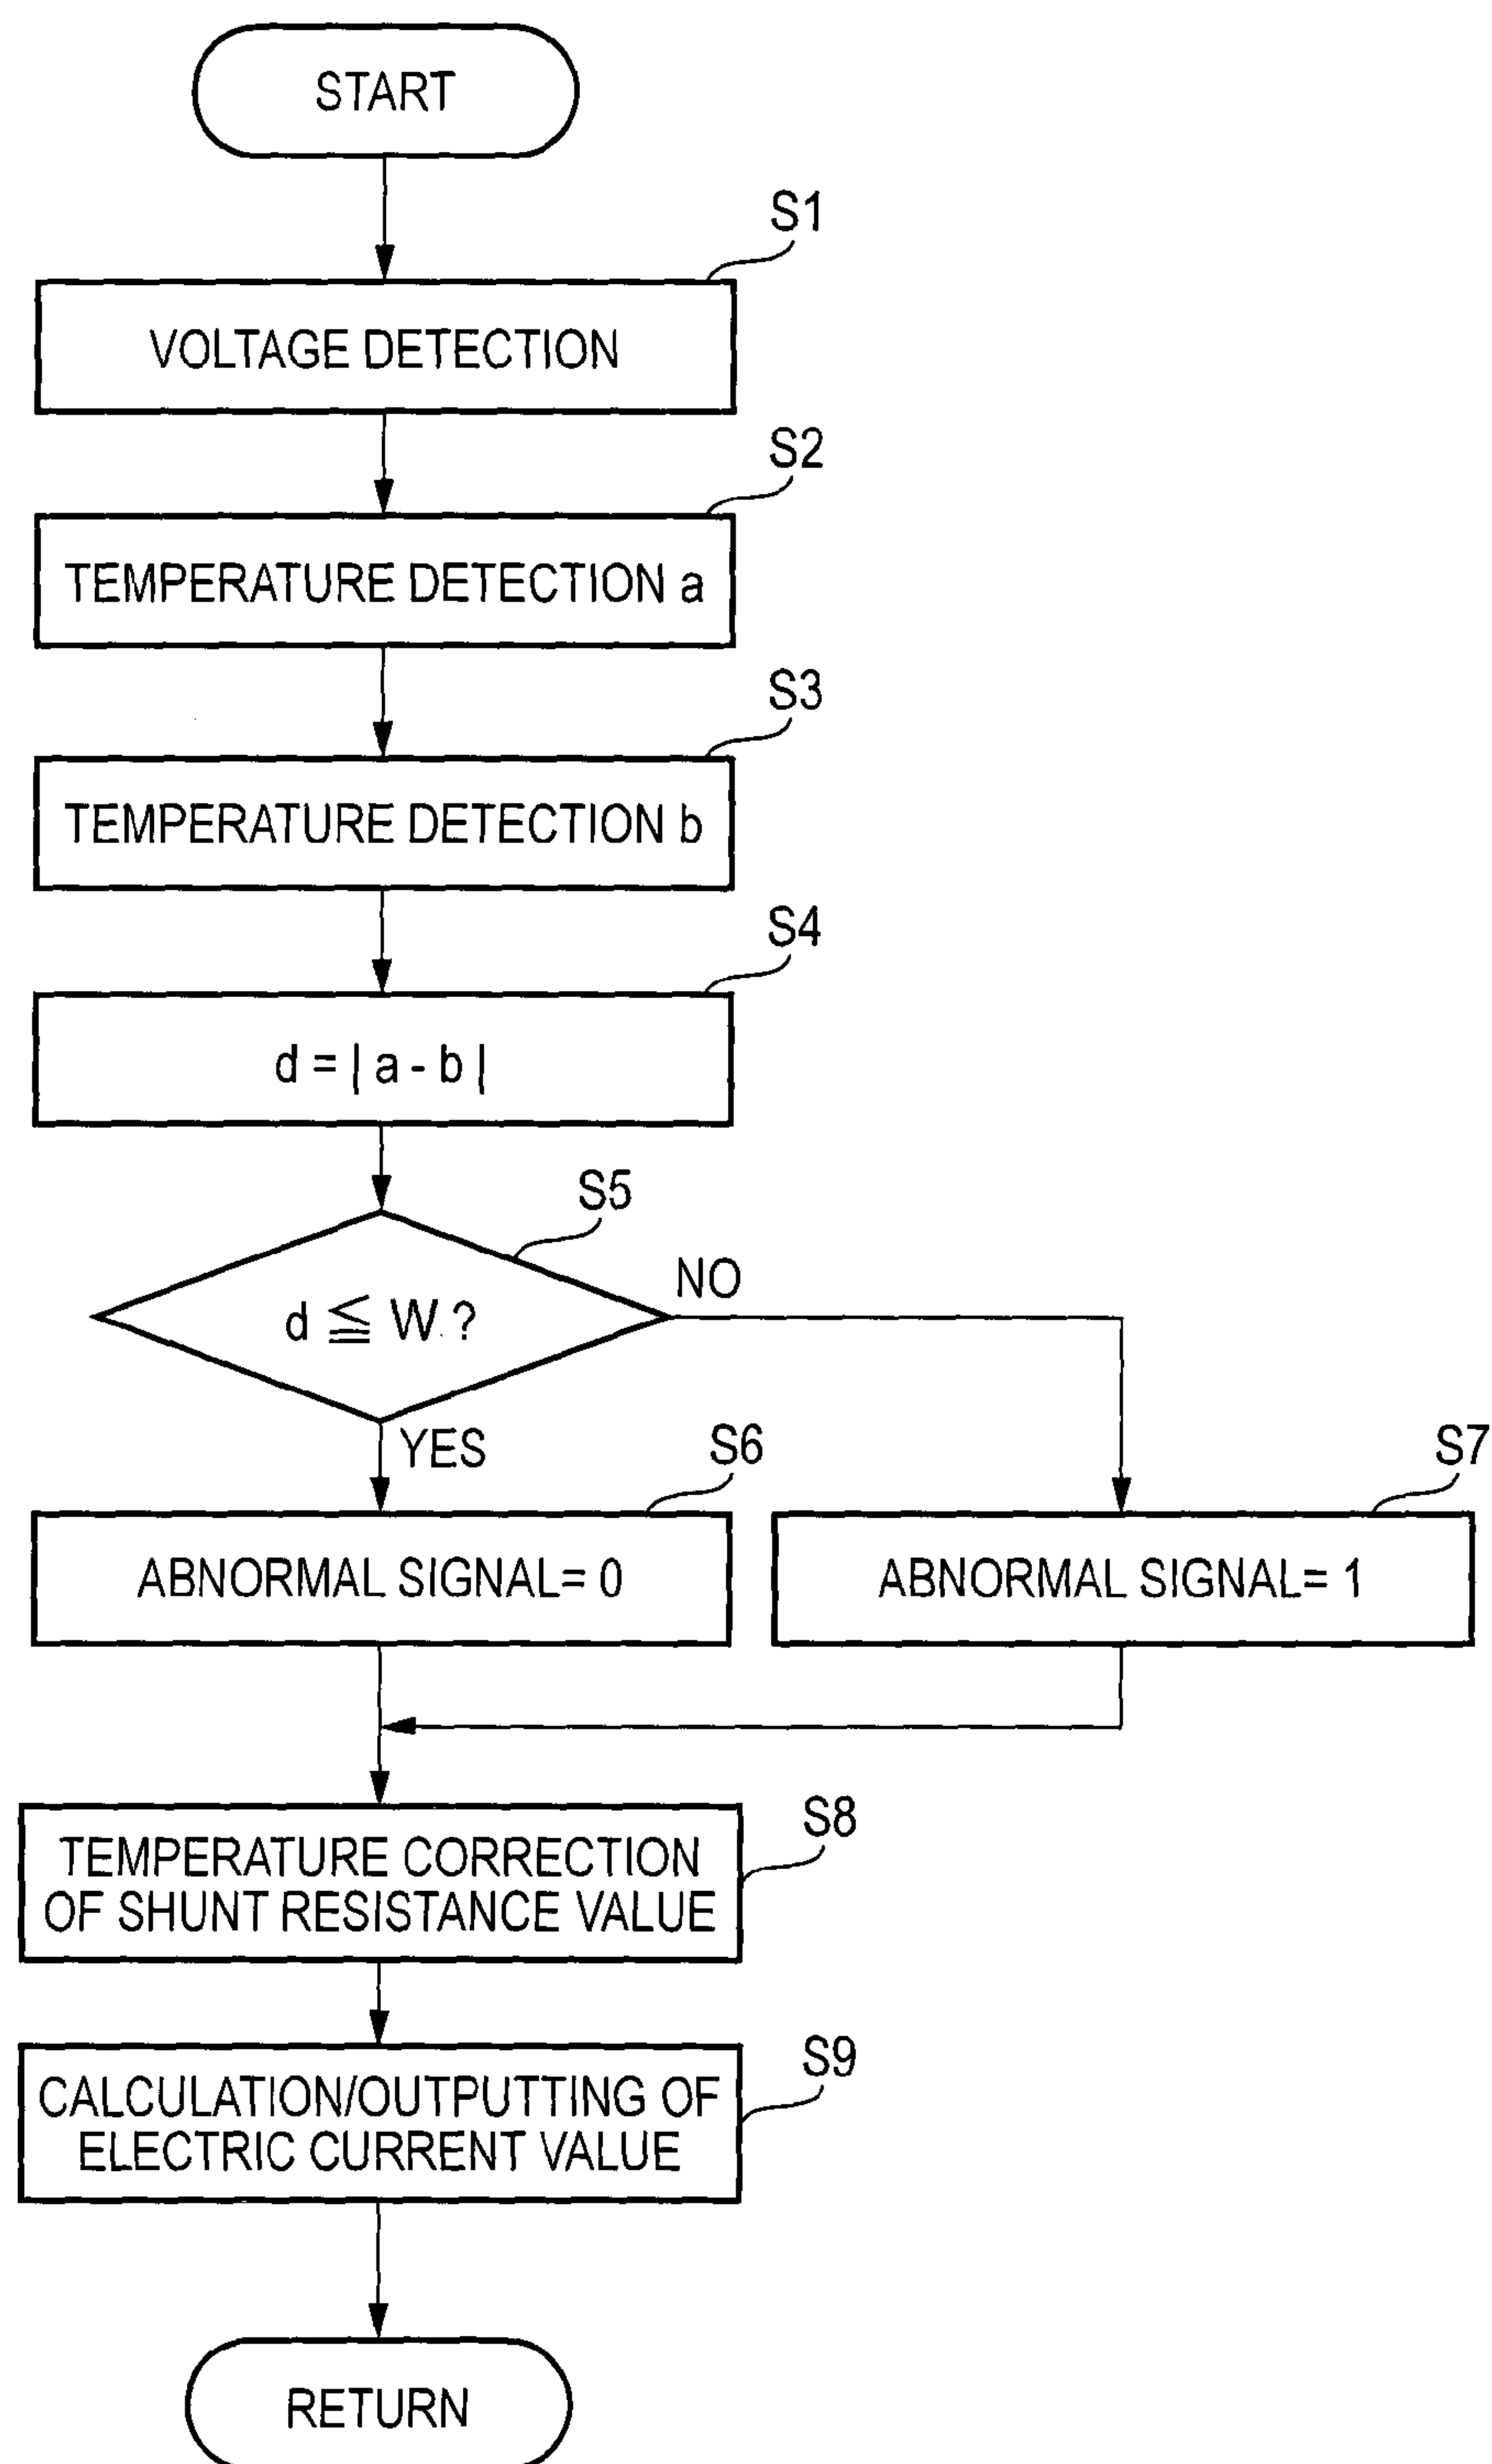 START
S1
VOLTAGE DETECTION
S2
TEMPERATURE DETECTION a
S3
TEMPERATURE DETECTION b
S4
d = | a - b |
S5
d ≦ W ?
NO
YES
S6
ABNORMAL SIGNAL= 0
S7
ABNORMAL SIGNAL= 1
S8
TEMPERATURE CORRECTION
OF SHUNT RESISTANCE VALUE
S9
CALCULATION/OUTPUTTING OF
ELECTRIC CURRENT VALUE
RETURN